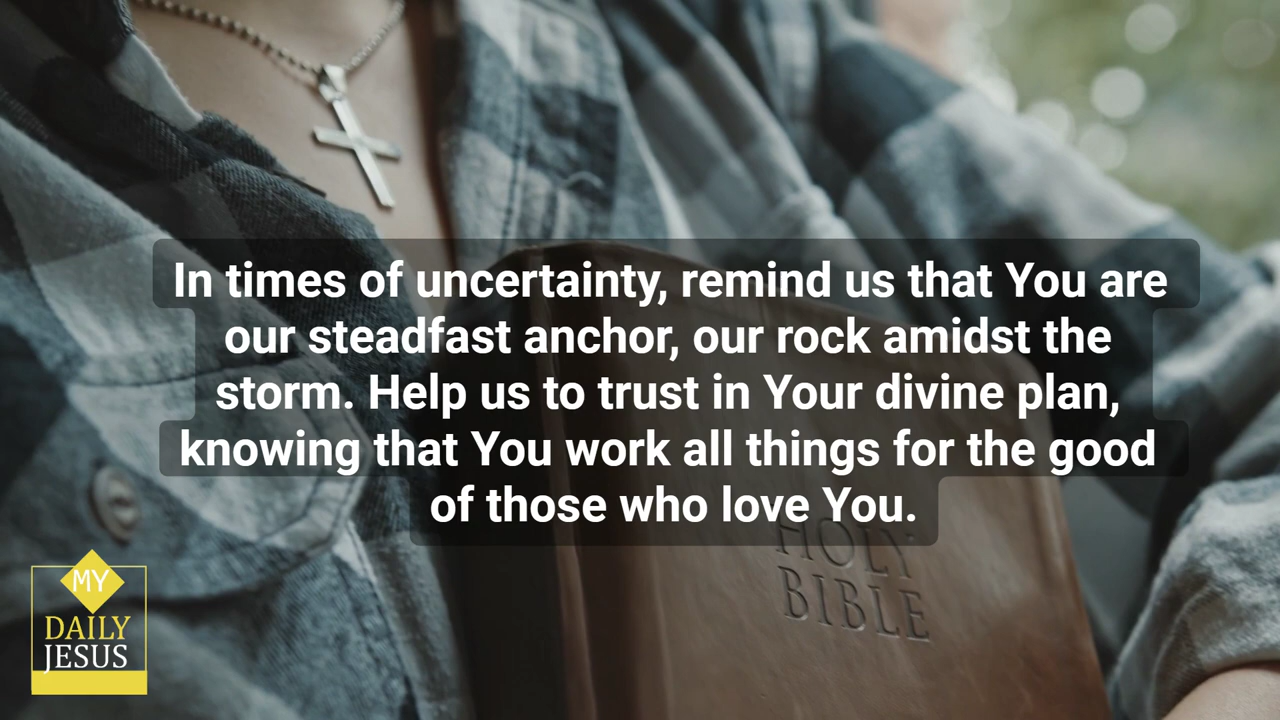 In times of uncertainty, remind us that You are
our steadfast anchor, our rock amidst the
storm. Help us to trust in Your divine plan,
knowing that You work all things for the good
of those who love You.
HOLY
BIBLE
MY
DAILY
JESUS